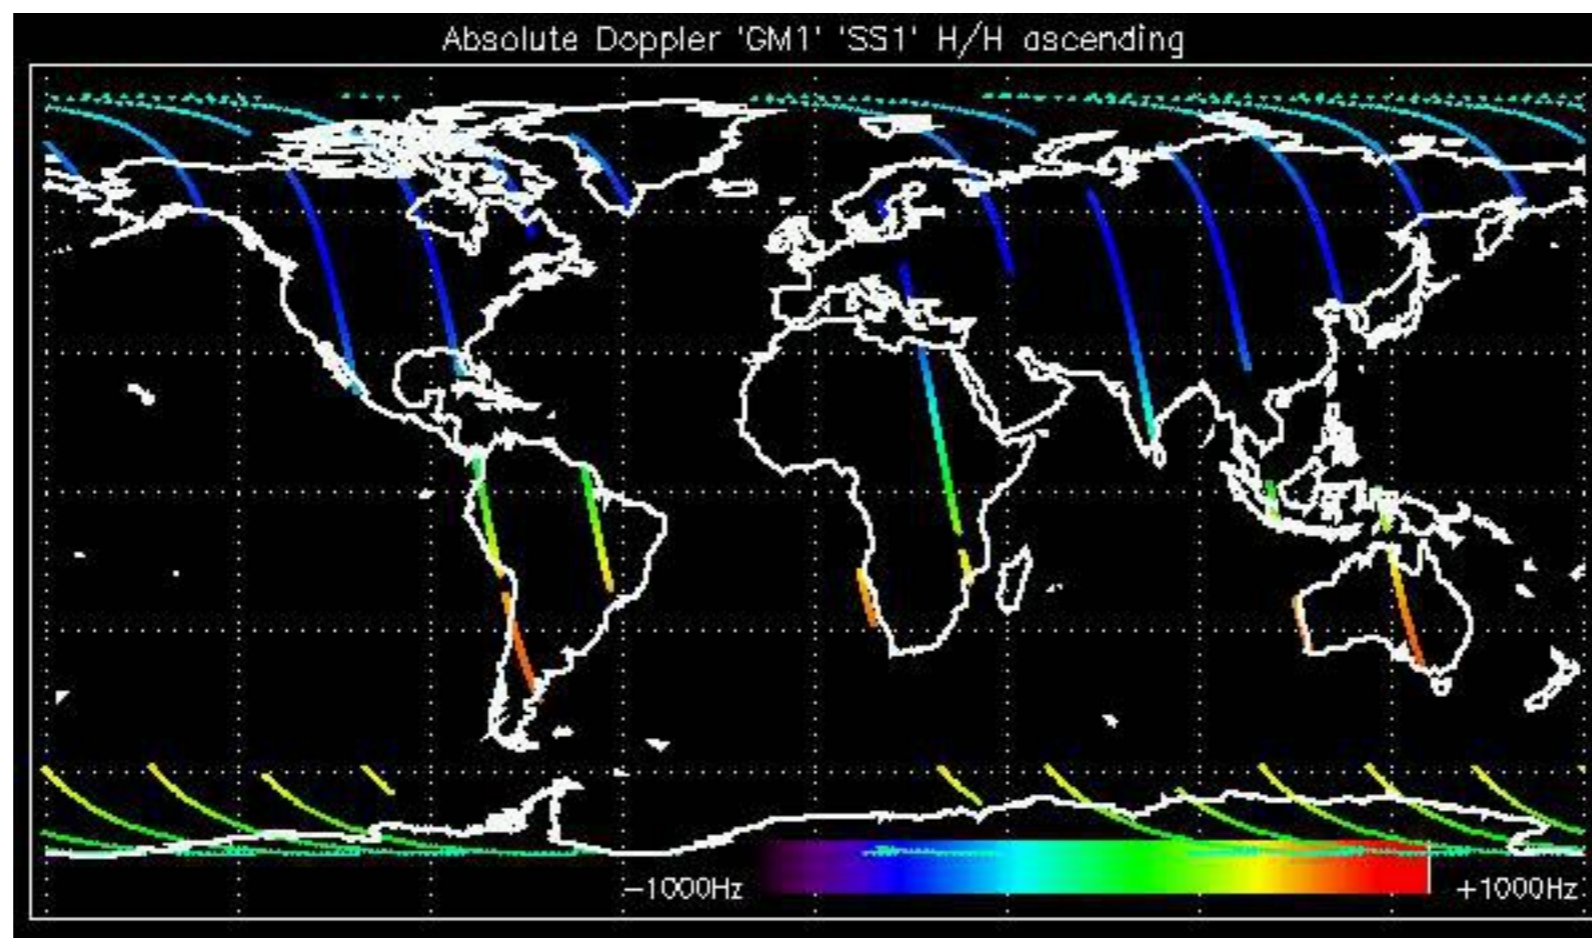 Absolute Doppler 'GM1' 'SS1' H/H ascending
−1000Hz
+1000Hz